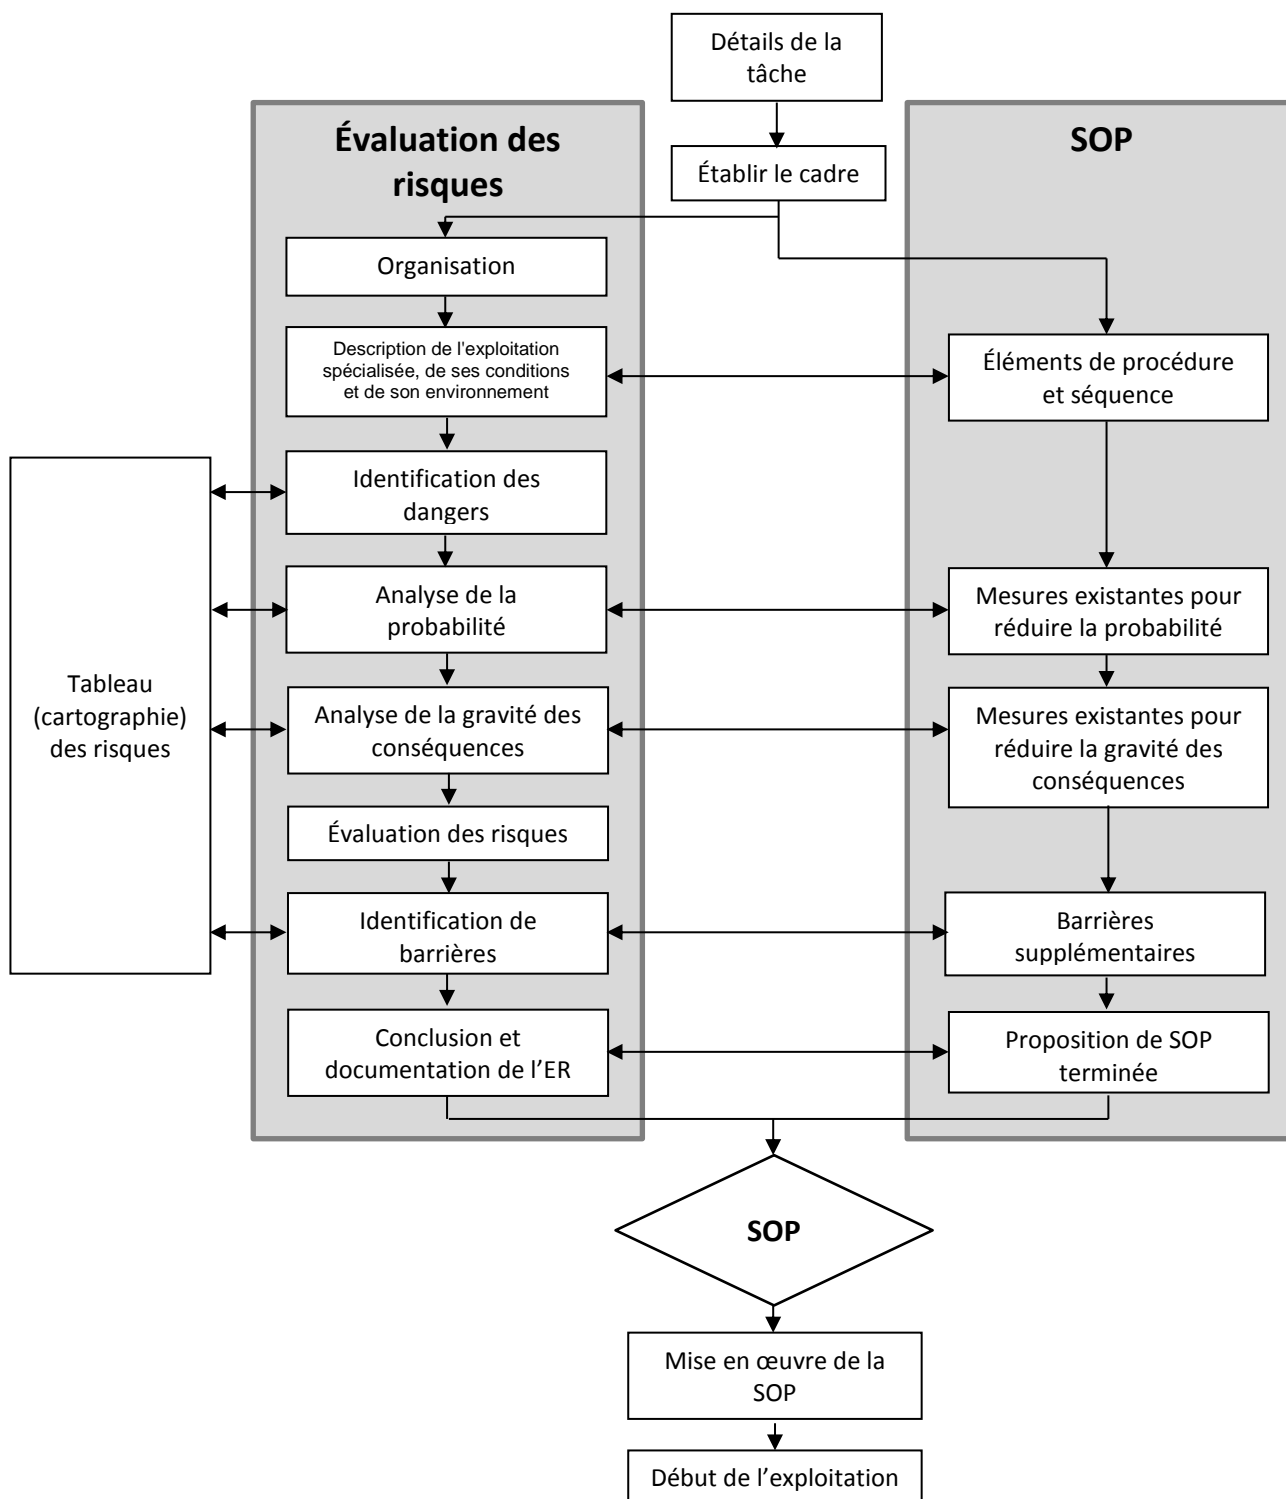 Détails de la
tâche
Établir le cadre
Évaluation des
risques
Organisation
Description de l'exploitation
spécialisée, de ses conditions
et de son environnement
Identification des
dangers
Analyse de la
probabilité
Analyse de la gravité des
conséquences
Évaluation des risques
Identification de
barrières
Conclusion et
documentation de l’ER
Tableau
(cartographie)
des risques
SOP
Éléments de procédure
et séquence
Mesures existantes pour
réduire la probabilité
Mesures existantes pour
réduire la gravité des
conséquences
Barrières
supplémentaires
Proposition de SOP
terminée
SOP
Mise en œuvre de la
SOP
Début de l’exploitation